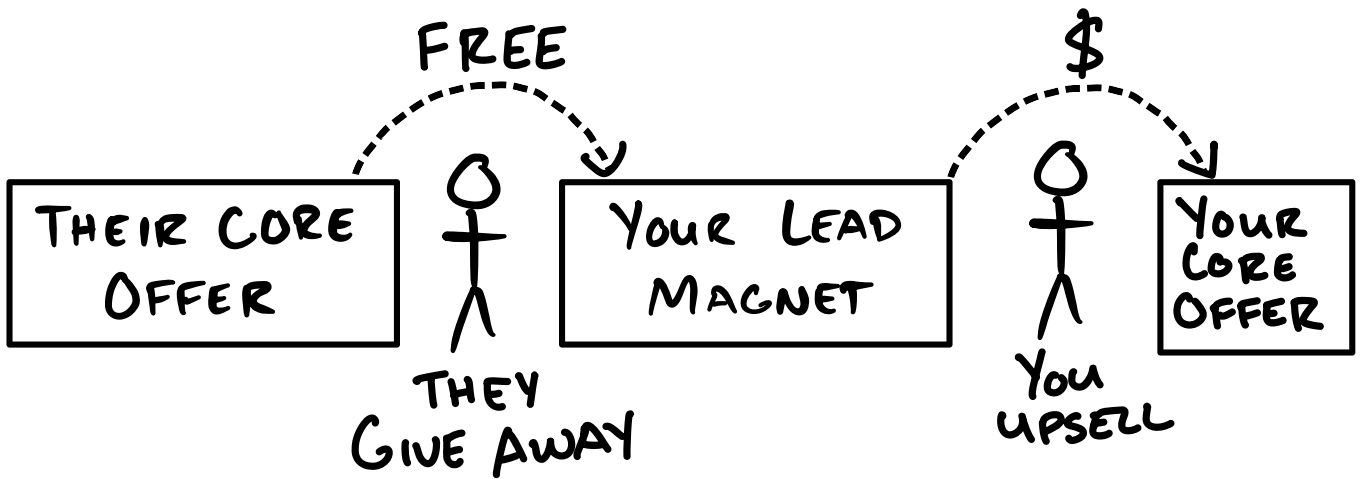 FREE
$
THEIR CORE
OFFER
THEY
GIVE AWAY
YOUR LEAD
MAGNET
YOU
UPSELL
YOUR
CORE
OFFER